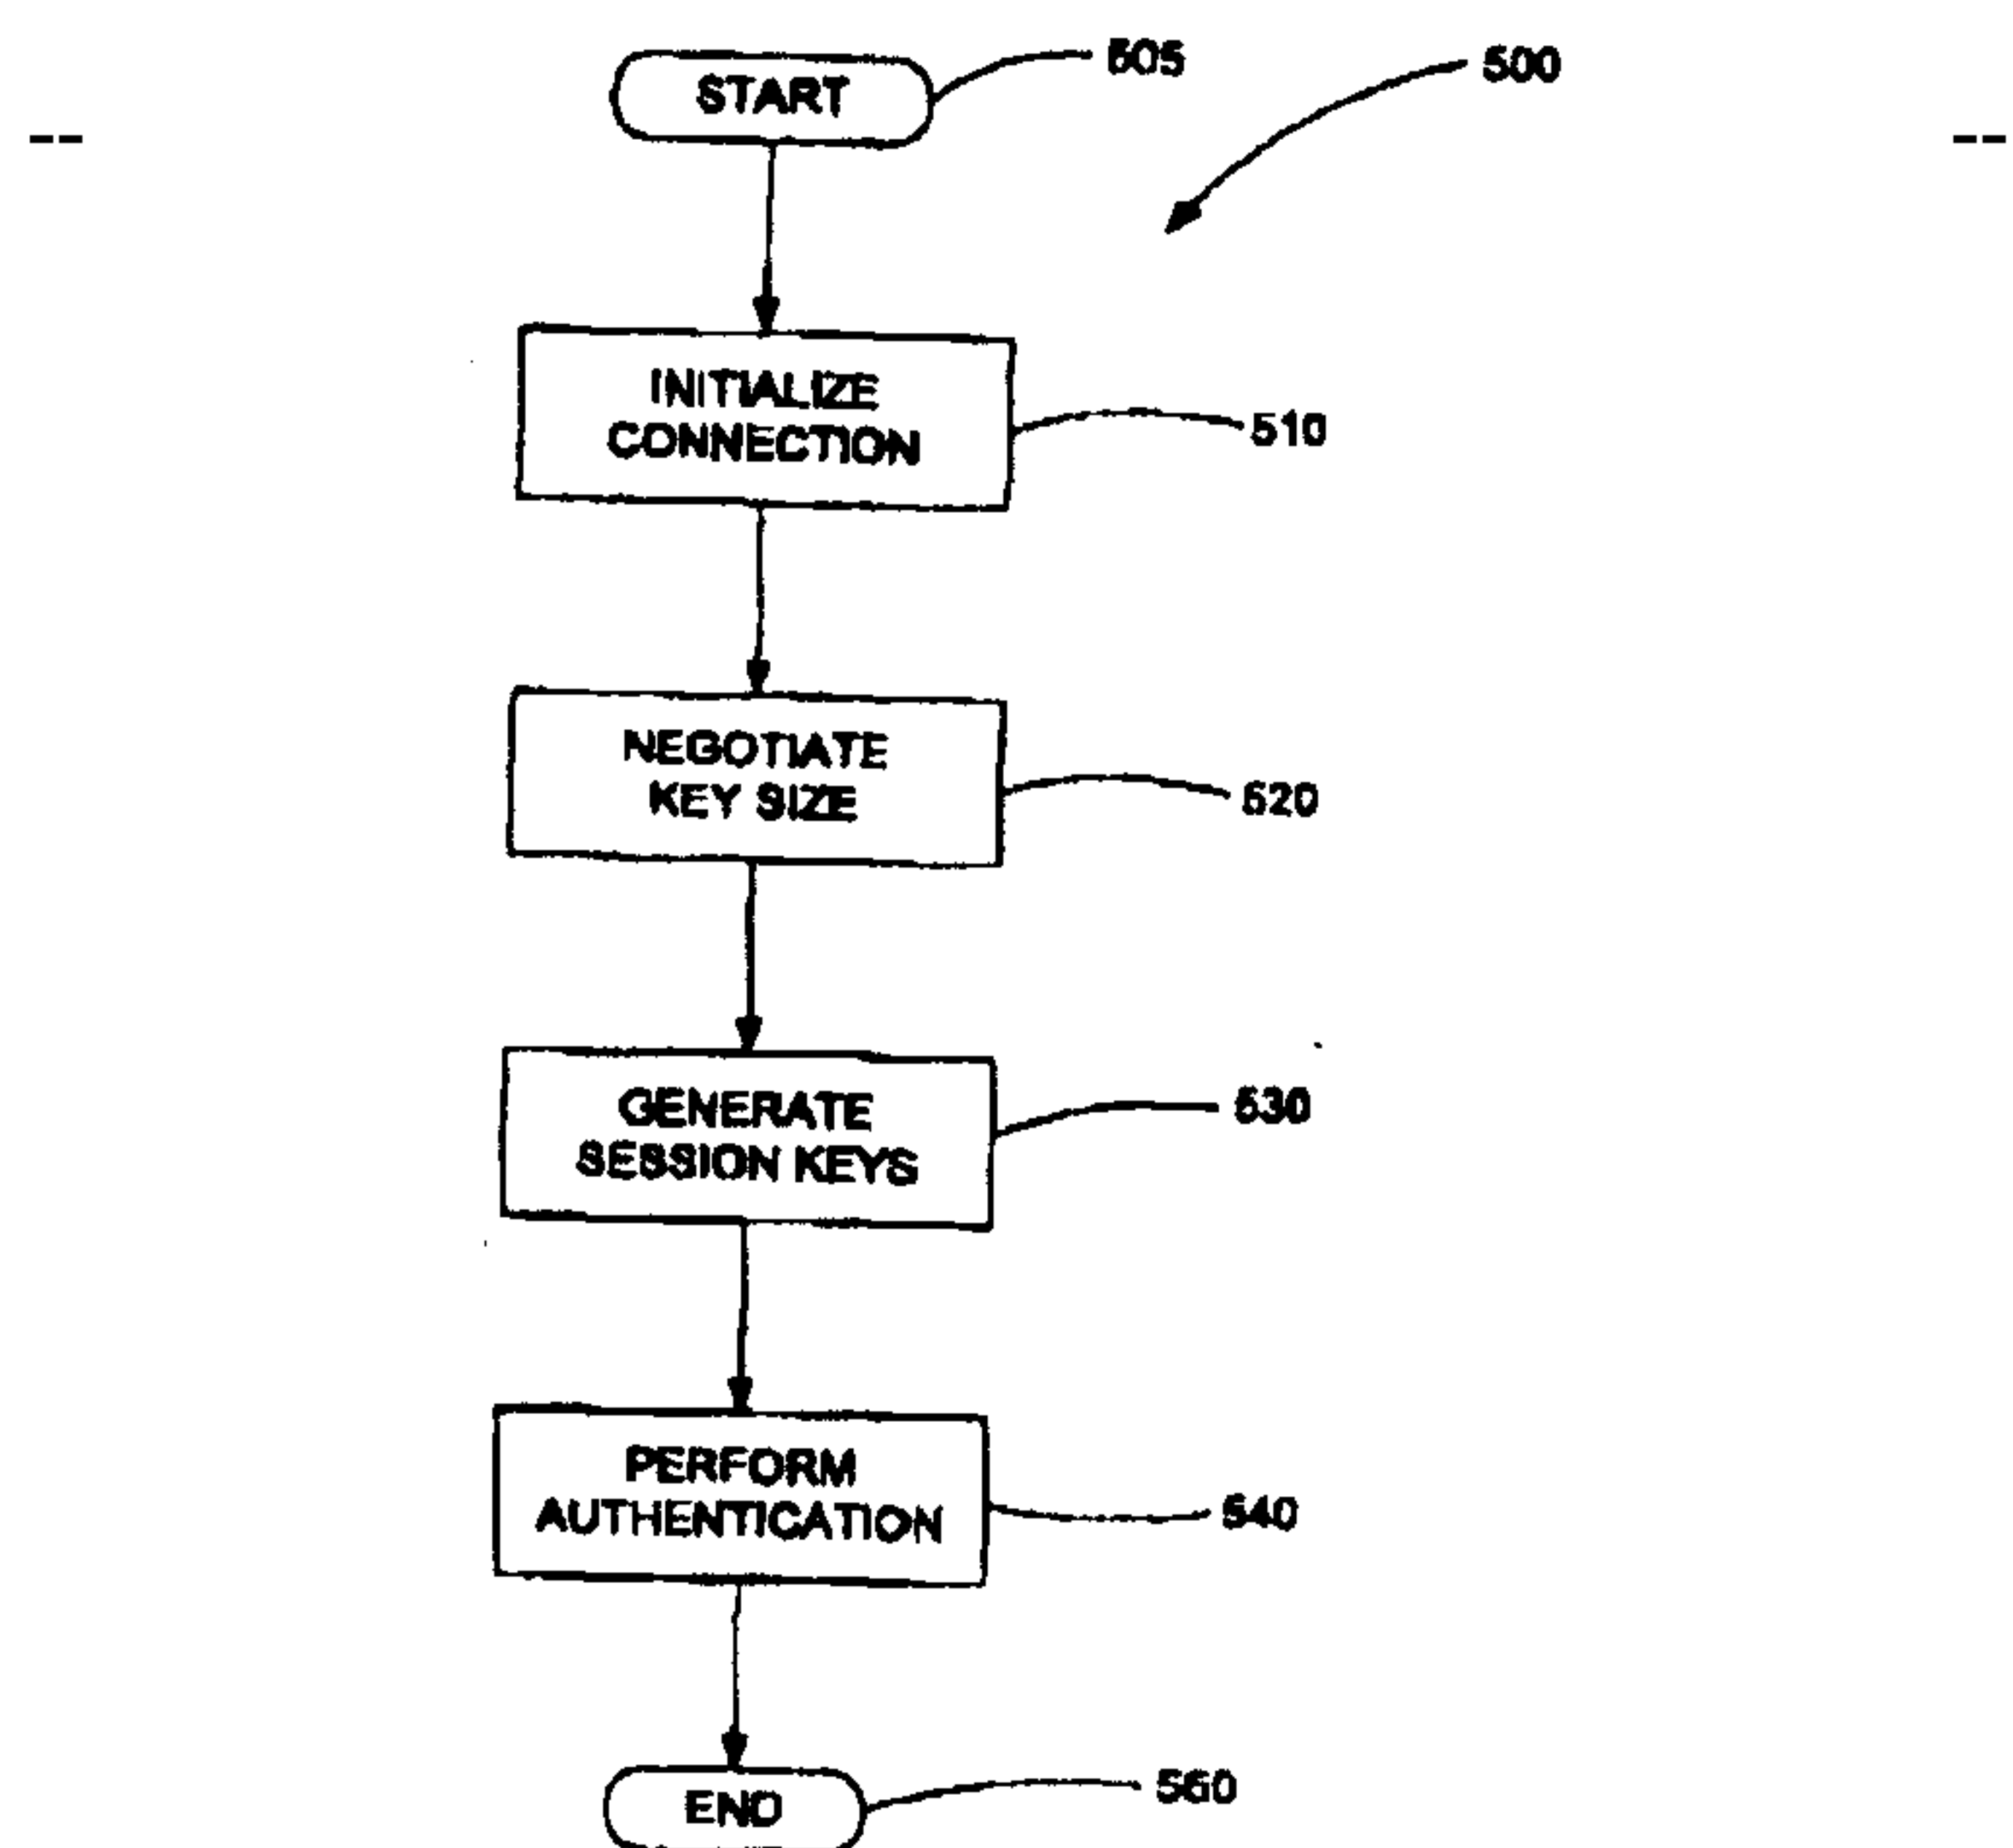 START
505
500
--
--
INITIALIZE
CONNECTION
510
NEGOTIATE
KEY SIZE
520
GENERATE
SESSION KEYS
530
PERFORM
AUTHENTICATION
540
END
560